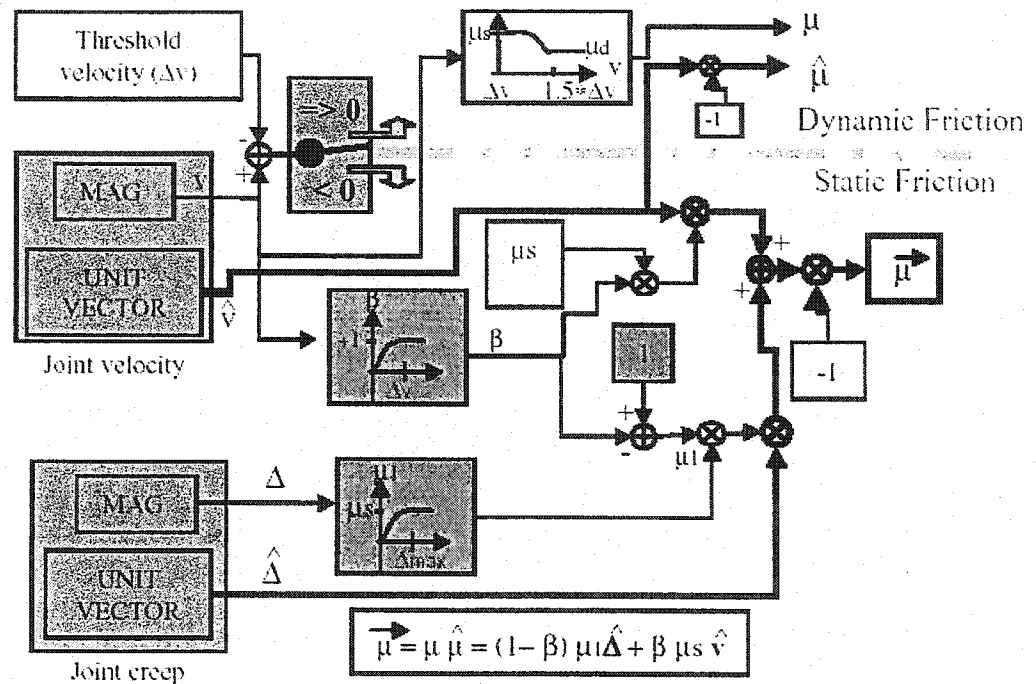 Threshold
velocity (Δv)
μs
μd
v
Δv
1.5*Δv
μ
μ̂
-1
Dynamic Friction
Static Friction
=> 0
< 0
-
+
MAG
v
UNIT
VECTOR
v̂
Joint velocity
μs
β
+1
Δv
β
1
+
-
μ1
+
+
-1
μ⃗
MAG
Δ
UNIT
VECTOR
Δ̂
Joint creep
μ1
μs
Δmax
μ⃗ = μ μ̂ = (1- β) μ1Δ̂ + β μs v̂